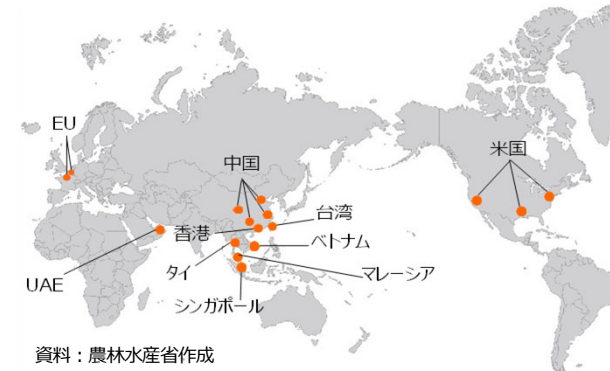 EU
中国
米国
台湾
香港
ベトナム
UAE
タイ
マレーシア
シンガポール
資料：農林水産省作成